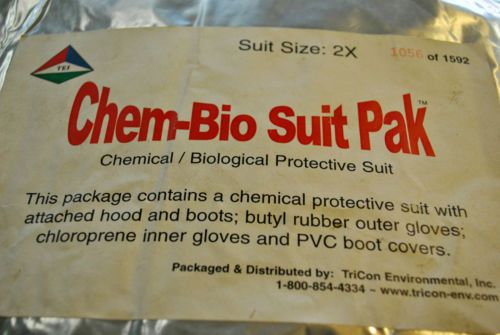 Suit Size: 2X
1056 of 1592
TEI
Chem-Bio Suit Pak™
Chemical / Biological Protective Suit
This package contains a chemical protective suit with
attached hood and boots; butyl rubber outer gloves;
chloroprene inner gloves and PVC boot covers.
Packaged & Distributed by: TriCon Environmental, Inc.
1-800-854-4334 ~ www.tricon-env.com